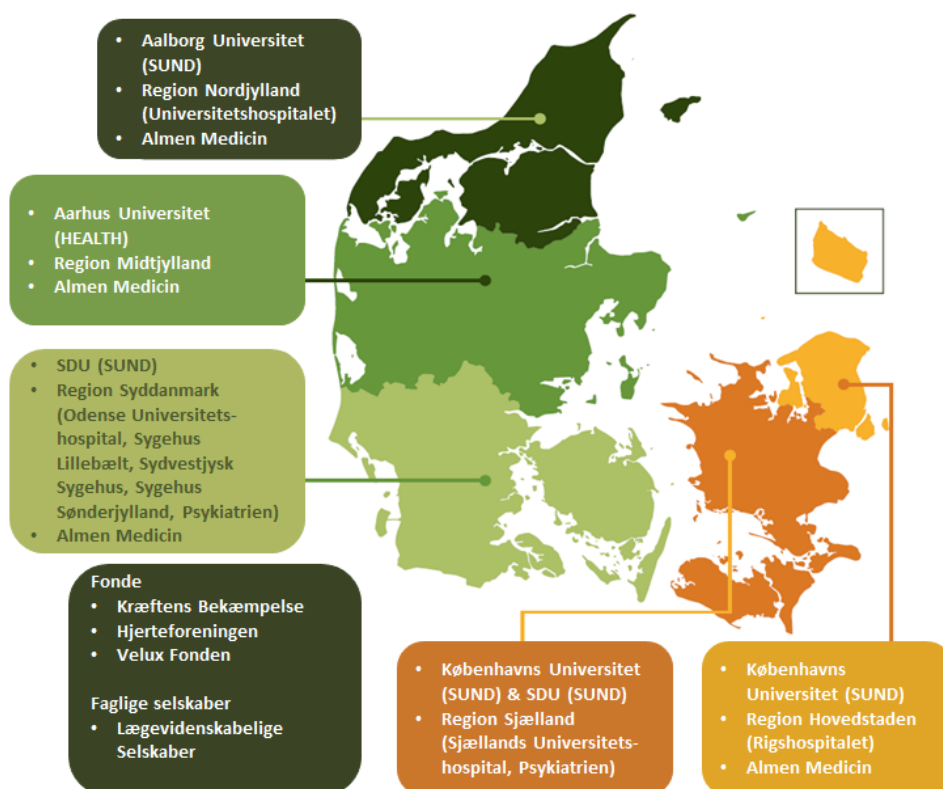 • Aalborg Universitet
(SUND)
• Region Nordjylland
(Universitetshospitalet)
• Almen Medicin
• Aarhus Universitet
(HEALTH)
• Region Midtjylland
• Almen Medicin
• SDU (SUND)
• Region Syddanmark
(Odense Universitets-
hospital, Sygehus
Lillebælt, Sydvestjysk
Sygehus, Sygehus
Sønderjylland, Psykiatrien)
• Almen Medicin
Fonde
• Kræftens Bekæmpelse
• Hjerteforeningen
• Velux Fonden
Faglige selskaber
• Lægevidenskabelige
Selskaber
• Københavns Universitet
(SUND) & SDU (SUND)
• Region Sjælland
(Sjællands Universitets-
hospital, Psykiatrien)
• Københavns
Universitet (SUND)
• Region Hovedstaden
(Rigshospitalet)
• Almen Medicin